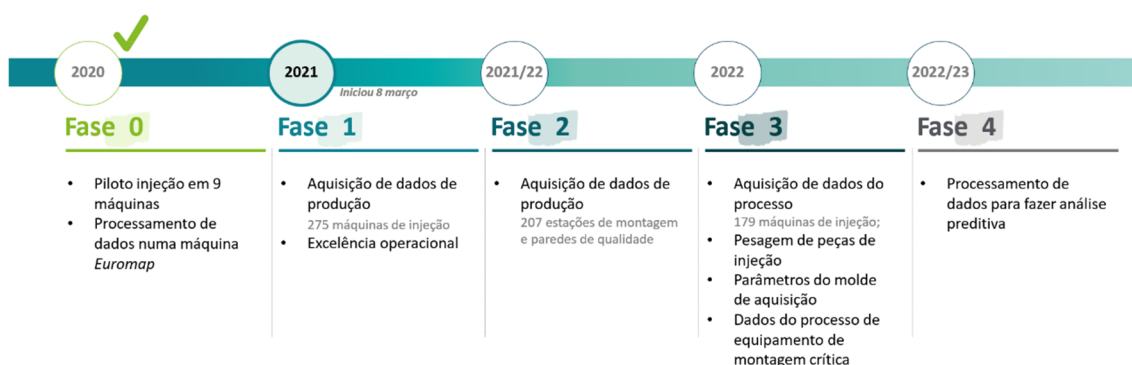 2020
2021
2021/22
2022
2022/23
Iniciou 8 março
Fase 0
Fase 1
Fase 2
Fase 3
Fase 4
• Piloto injeção em 9
máquinas
• Processamento de
dados numa máquina
Euromap
• Aquisição de dados de
produção
275 máquinas de injeção
• Excelência operacional
• Aquisição de dados de
produção
207 estações de montagem
e paredes de qualidade
• Aquisição de dados do
processo
179 máquinas de injeção;
• Pesagem de peças de
injeção
• Parâmetros do molde
de aquisição
• Dados do processo de
equipamento de
montagem crítica
• Processamento de
dados para fazer análise
preditiva